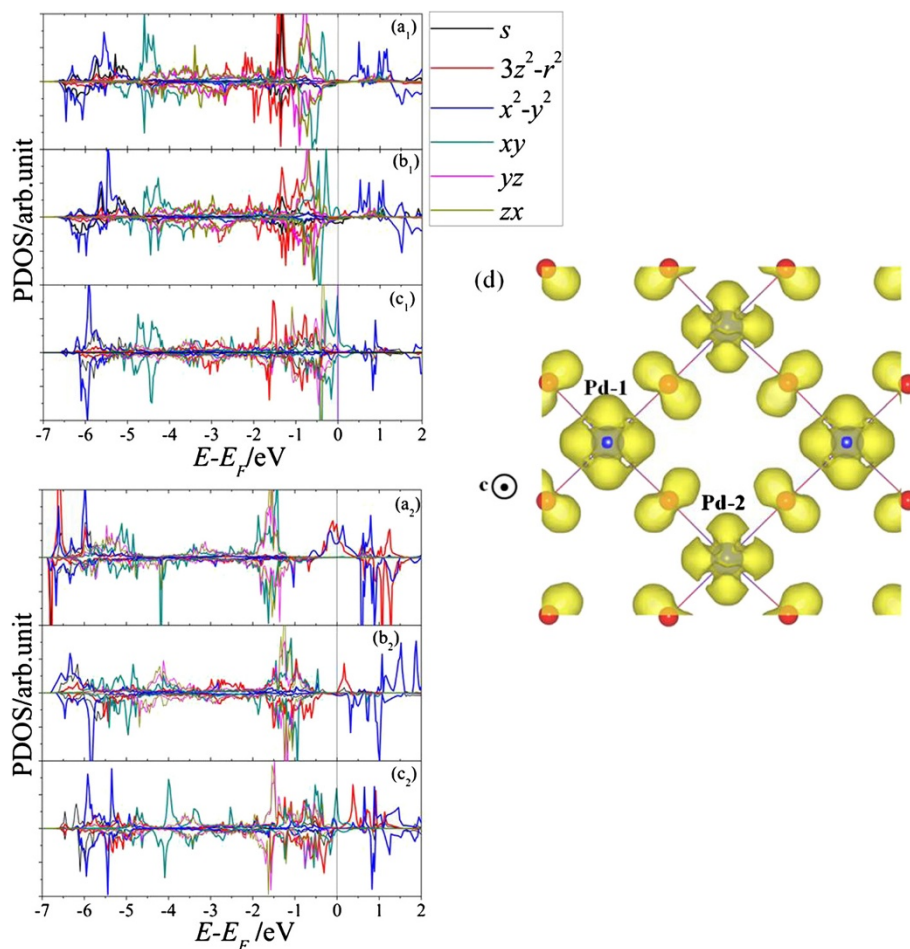 (a₁)
(b₁)
(c₁)
PDOS/arb.unit
-7 -6 -5 -4 -3 -2 -1 0 1 2
E-E_F/eV
s
3z²-r²
x²-y²
xy
yz
zx
(d)
Pd-1
c
Pd-2
(a₂)
(b₂)
(c₂)
PDOS/arb.unit
-7 -6 -5 -4 -3 -2 -1 0 1 2
E-E_F/eV